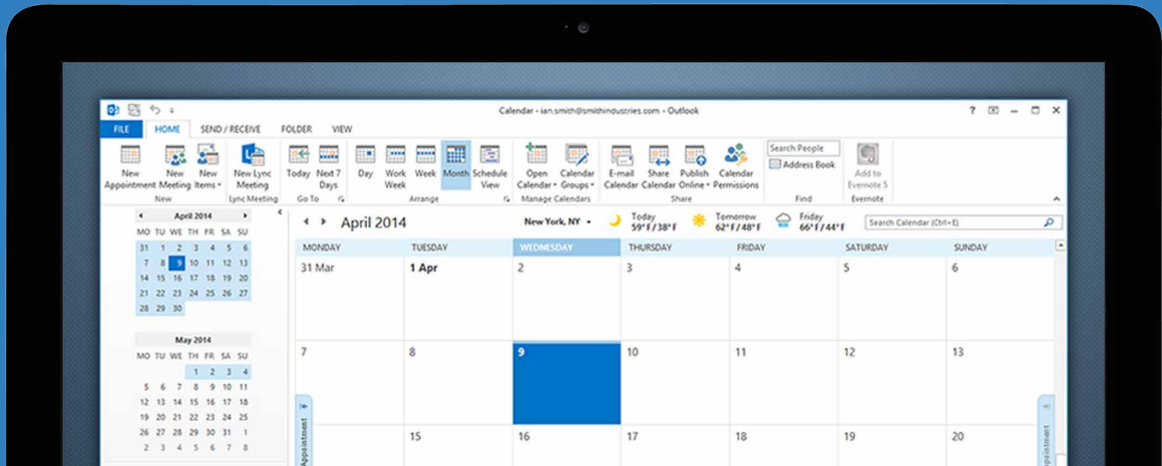 Calendar - ian.smith@smithindustries.com - Outlook
FILE HOME SEND / RECEIVE FOLDER VIEW
New Appointment
New Meeting
New Items
New Lync Meeting
Today
Next 7 Days
Day
Work Week
Week
Month
Schedule View
Open Calendar
Calendar Groups
E-mail Calendar
Share Calendar
Publish Online
Calendar Permissions
Search People
Address Book
Add to Evernote 5
New Lync Meeting Go To Arrange Manage Calendars Share Find Evernote
April 2014
MO TU WE TH FR SA SU
31 1 2 3 4 5 6
7 8 9 10 11 12 13
14 15 16 17 18 19 20
21 22 23 24 25 26 27
28 29 30
May 2014
MO TU WE TH FR SA SU
1 2 3 4
5 6 7 8 9 10 11
12 13 14 15 16 17 18
19 20 21 22 23 24 25
26 27 28 29 30 31 1
2 3 4 5 6 7 8
April 2014
New York, NY
Today
59°F/38°F
Tomorrow
62°F/48°F
Friday
66°F/44°F
Search Calendar (Ctrl+E)
MONDAY TUESDAY WEDNESDAY THURSDAY FRIDAY SATURDAY SUNDAY
31 Mar 1 Apr 2 3 4 5 6
7 8 9 10 11 12 13
15 16 17 18 19 20
Appointment